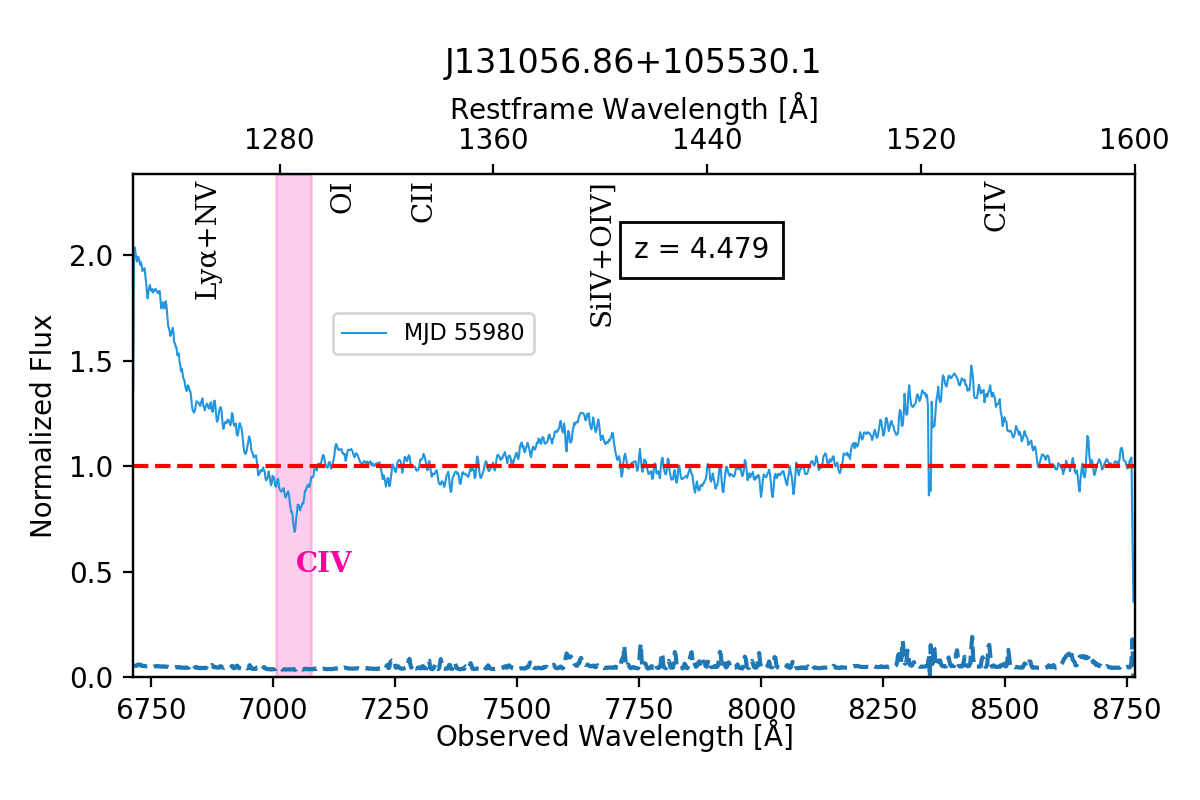 J131056.86+105530.1
Restframe Wavelength [Å]
1280 1360 1440 1520 1600
Lyα+NV
OI
CII
SiIV+OIV]
CIV
z = 4.479
MJD 55980
CIV
Normalized Flux
2.0
1.5
1.0
0.5
0.0
6750 7000 7250 7500 7750 8000 8250 8500 8750
Observed Wavelength [Å]